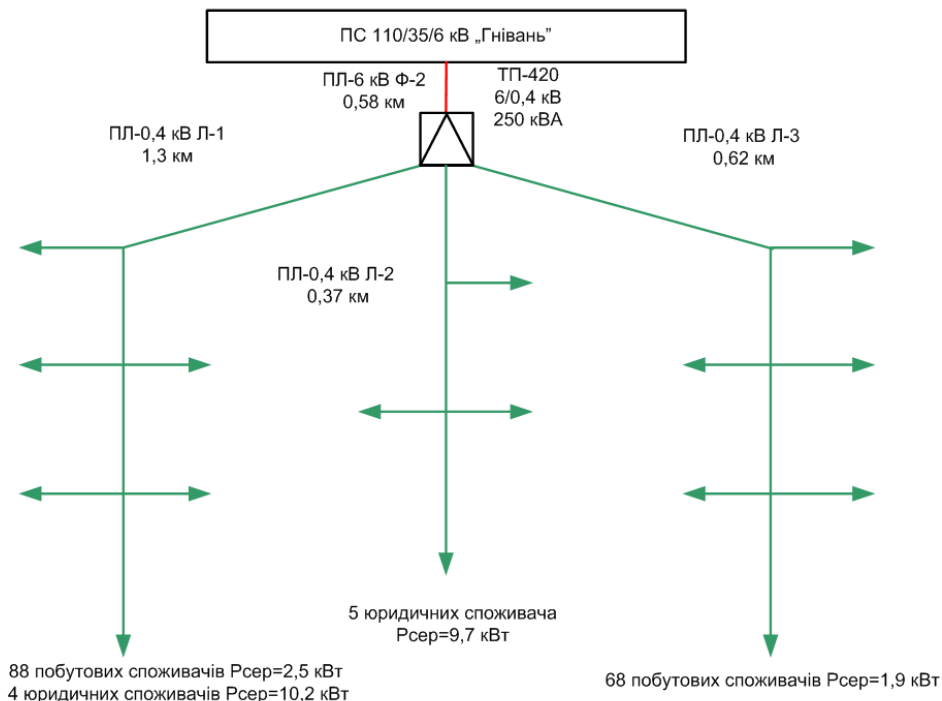 ПС 110/35/6 кВ „Гнівань”
ПЛ-6 кВ Ф-2
0,58 км
ТП-420
6/0,4 кВ
250 кВА
ПЛ-0,4 кВ Л-1
1,3 км
ПЛ-0,4 кВ Л-3
0,62 км
ПЛ-0,4 кВ Л-2
0,37 км
5 юридичних споживача
Рсер=9,7 кВт
88 побутових споживачів Рсер=2,5 кВт
4 юридичних споживачів Рсер=10,2 кВт
68 побутових споживачів Рсер=1,9 кВт